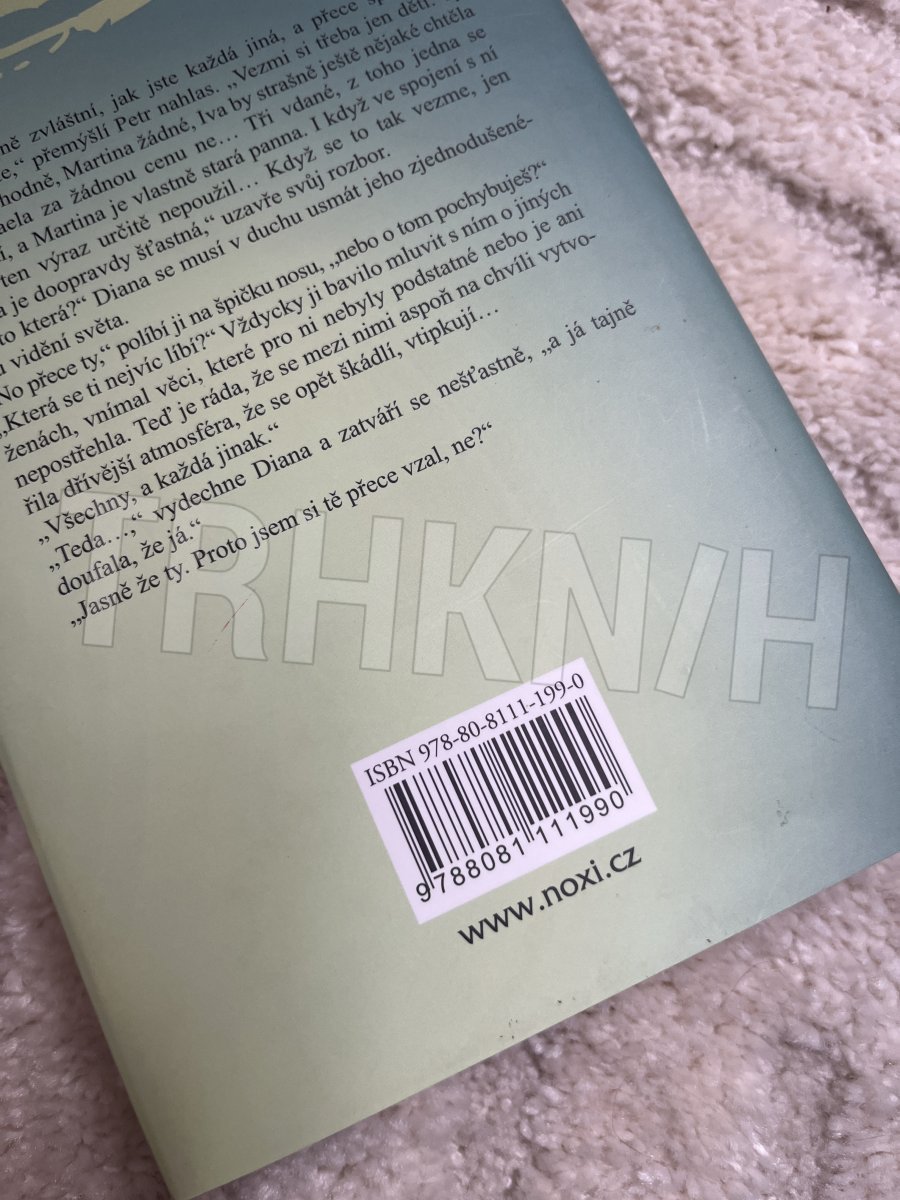 zvláštní, jak jste každá jiná, a přece
přemýšlí Petr nahlas. „Vezmi si třeba jen děti.
hodně, Martina žádné, Iva by strašně ještě nějaké chtěla
za žádnou cenu ne… Tři vdané, z toho jedna se
a Martina je vlastně stará panna. I když ve spojení s ní
ten výraz určitě nepoužil… Když se to tak vezme, jen
je doopravdy šťastná,“ uzavře svůj rozbor.
to která?“ Diana se musí v duchu usmát jeho zjednodušené-
vidění světa.
No přece ty,“ políbí ji na špičku nosu, „nebo o tom pochybuješ?“
„Která se ti nejvíc líbí?“ Vždycky ji bavilo mluvit s ním o jiných
ženách, vnímal věci, které pro ni nebyly podstatné nebo je ani
nepostřehla. Teď je ráda, že se mezi nimi aspoň na chvíli vytvo-
řila dřívější atmosféra, že se opět škádlí, vtipkují…
„Všechny, a každá jinak.“
„Teda…,“ vydechne Diana a zatváří se nešťastně, „a já tajně
doufala, že já.“
„Jasně že ty. Proto jsem si tě přece vzal, ne?“
TRHKN/H
ISBN 978-80-8111-199-0
9788081111990
www.noxi.cz